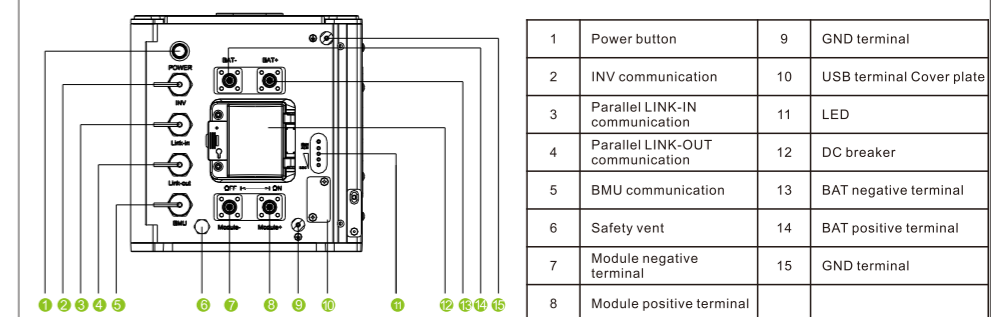 POWER
BAT-
BAT+
INV
Link-in
Link-out
OFF
ON
BMU
Module-
Module+
1 2 3 4 5 6 7 8 9 10 11 12 13 14 15
1 Power button 9 GND terminal
2 INV communication 10 USB terminal Cover plate
3 Parallel LINK-IN
communication 11 LED
4 Parallel LINK-OUT
communication 12 DC breaker
5 BMU communication 13 BAT negative terminal
6 Safety vent 14 BAT positive terminal
7 Module negative
terminal 15 GND terminal
8 Module positive terminal